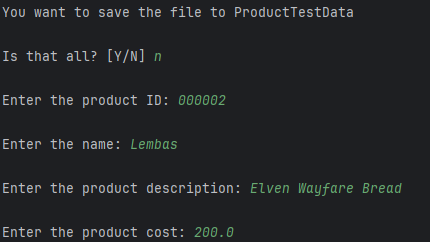 You want to save the file to ProductTestData
Is that all? [Y/N] n
Enter the product ID: 000002
Enter the name: Lembas
Enter the product description: Elven Wayfare Bread
Enter the product cost: 200.0